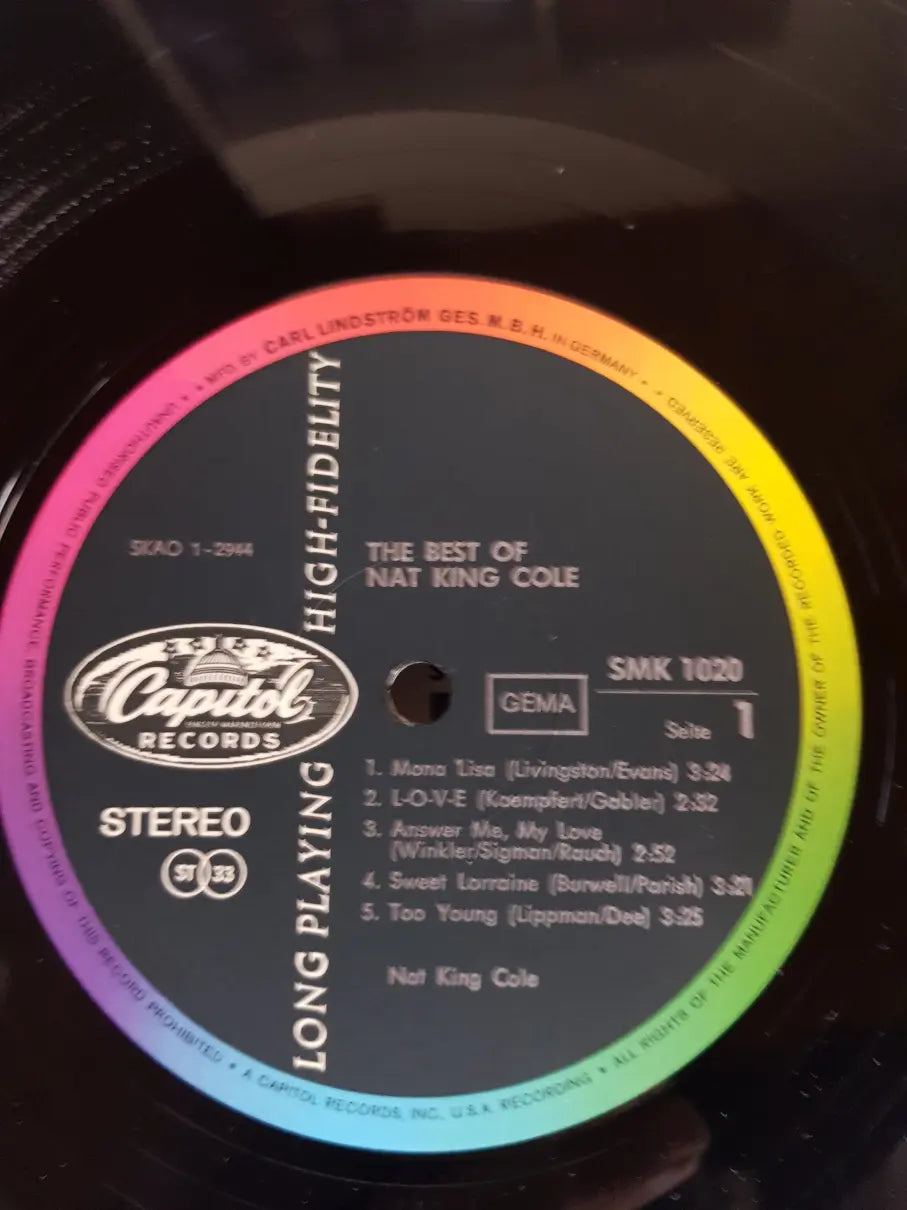 MFD. BY CARL LINDSTRÖM GES. M.B.H. IN GERMANY
ALL RIGHTS OF THE MANUFACTURER AND OF THE OWNER OF THE RECORDED WORK ARE RESERVED
UNAUTHORISED PUBLIC PERFORMANCE, BROADCASTING AND COPYING OF THIS RECORD PROHIBITED
A CAPITOL RECORDS, INC., U.S.A. RECORDING
LONG PLAYING HIGH-FIDELITY
SKAO 1-2944
THE BEST OF
NAT KING COLE
Capitol
RECORDS
GEMA
SMK 1020
Seite 1
STEREO
ST 33
1. Mona Lisa (Livingston/Evans) 3:24
2. L-O-V-E (Kaempfert/Gabler) 2:32
3. Answer Me, My Love
(Winkler/Sigman/Rauch) 2:52
4. Sweet Lorraine (Burwell/Parish) 3:21
5. Too Young (Lippman/Dee) 3:25
Nat King Cole